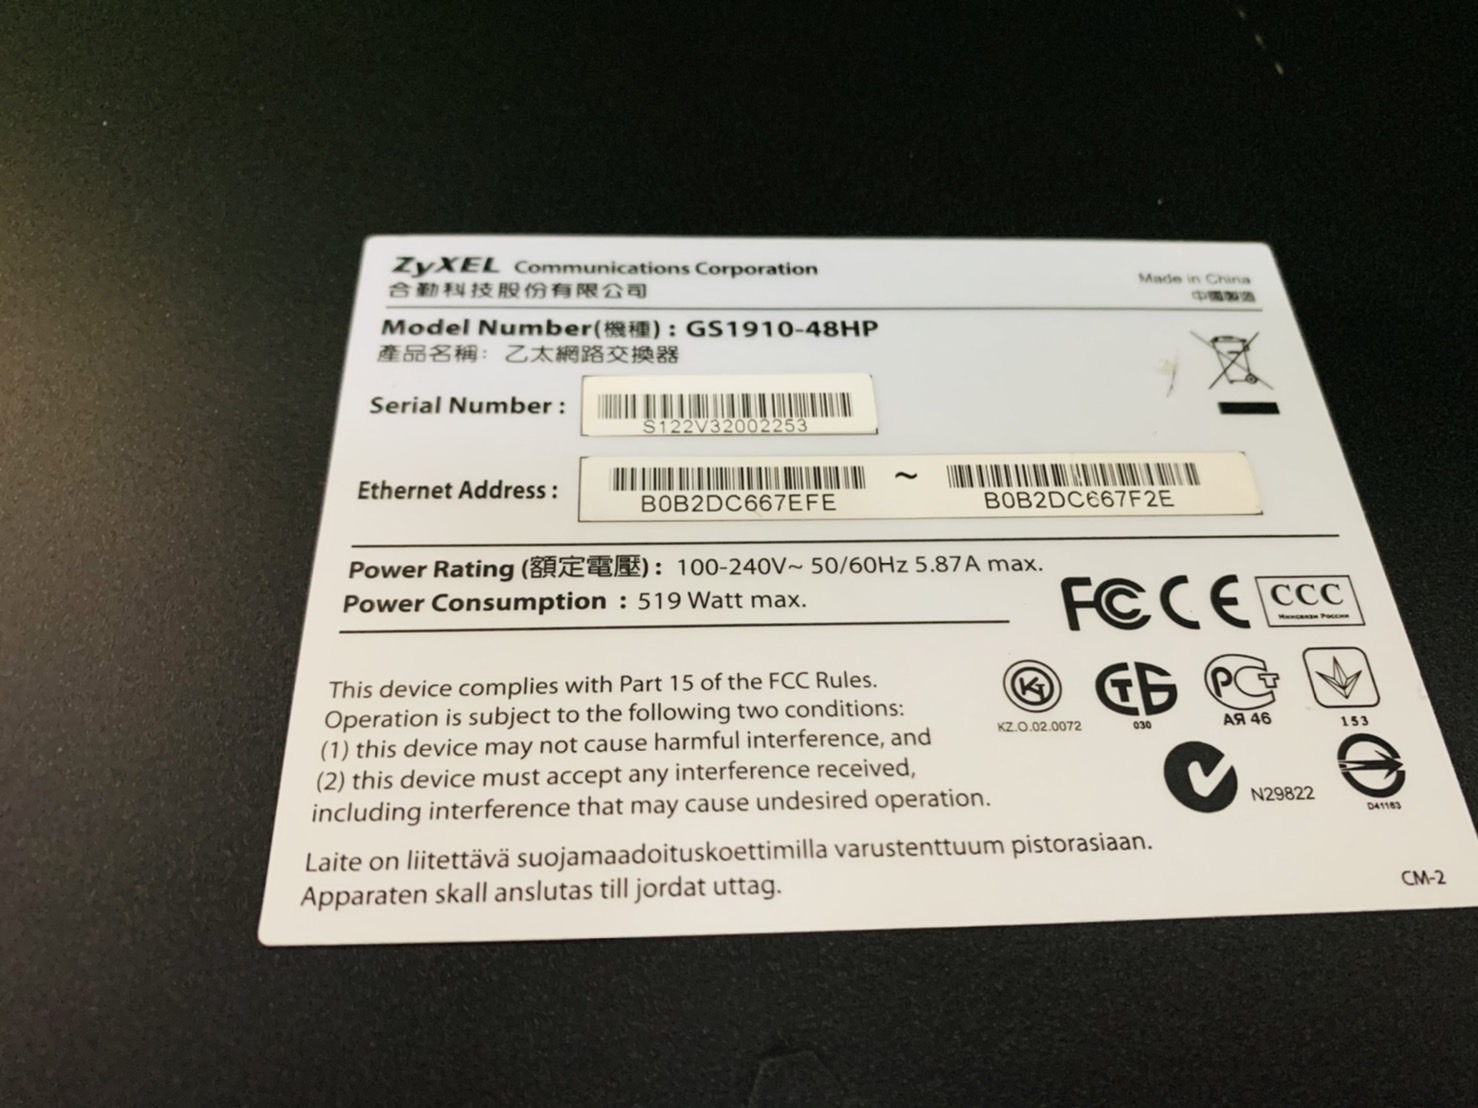 ZyXEL Communications Corporation
合勤科技股份有限公司
Made in China
中國製造
Model Number(機種) : GS1910-48HP
產品名稱: 乙太網路交換器
Serial Number :
S122V32002253
Ethernet Address :
B0B2DC667EFE ~ B0B2DC667F2E
Power Rating (額定電壓) : 100-240V~ 50/60Hz 5.87A max.
Power Consumption : 519 Watt max.
FC CE CCC
Минсвязи России
This device complies with Part 15 of the FCC Rules.
Operation is subject to the following two conditions:
(1) this device may not cause harmful interference, and
(2) this device must accept any interference received,
including interference that may cause undesired operation.
KZ.O.02.0072
030
АЯ 46
153
N29822
D41163
Laite on liitettävä suojamaadoituskoettimilla varustenttuum pistorasiaan.
Apparaten skall anslutas till jordat uttag.
CM-2